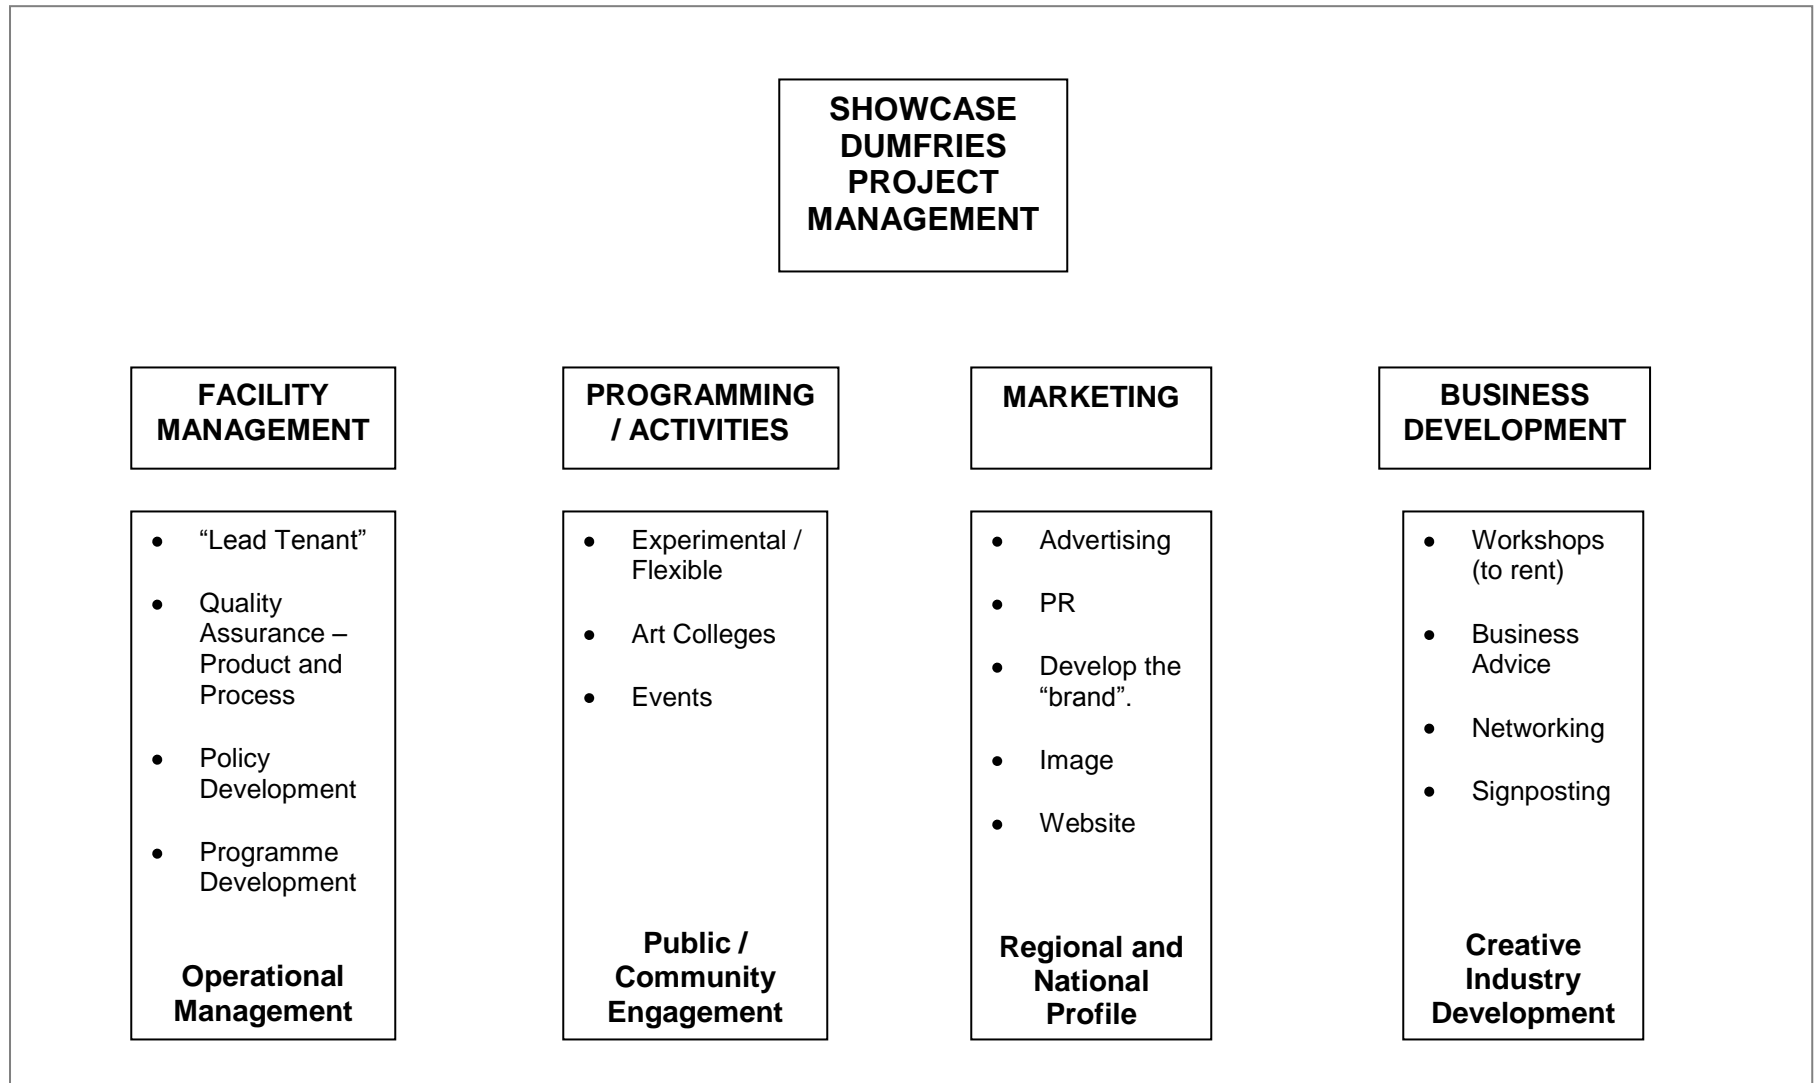 SHOWCASE
DUMFRIES
PROJECT
MANAGEMENT
FACILITY
MANAGEMENT
PROGRAMMING
/ ACTIVITIES
MARKETING
BUSINESS
DEVELOPMENT
• “Lead Tenant”
• Quality
Assurance –
Product and
Process
• Policy
Development
• Programme
Development
Operational
Management
• Experimental /
Flexible
• Art Colleges
• Events
Public /
Community
Engagement
• Advertising
• PR
• Develop the
“brand”.
• Image
• Website
Regional and
National
Profile
• Workshops
(to rent)
• Business
Advice
• Networking
• Signposting
Creative
Industry
Development